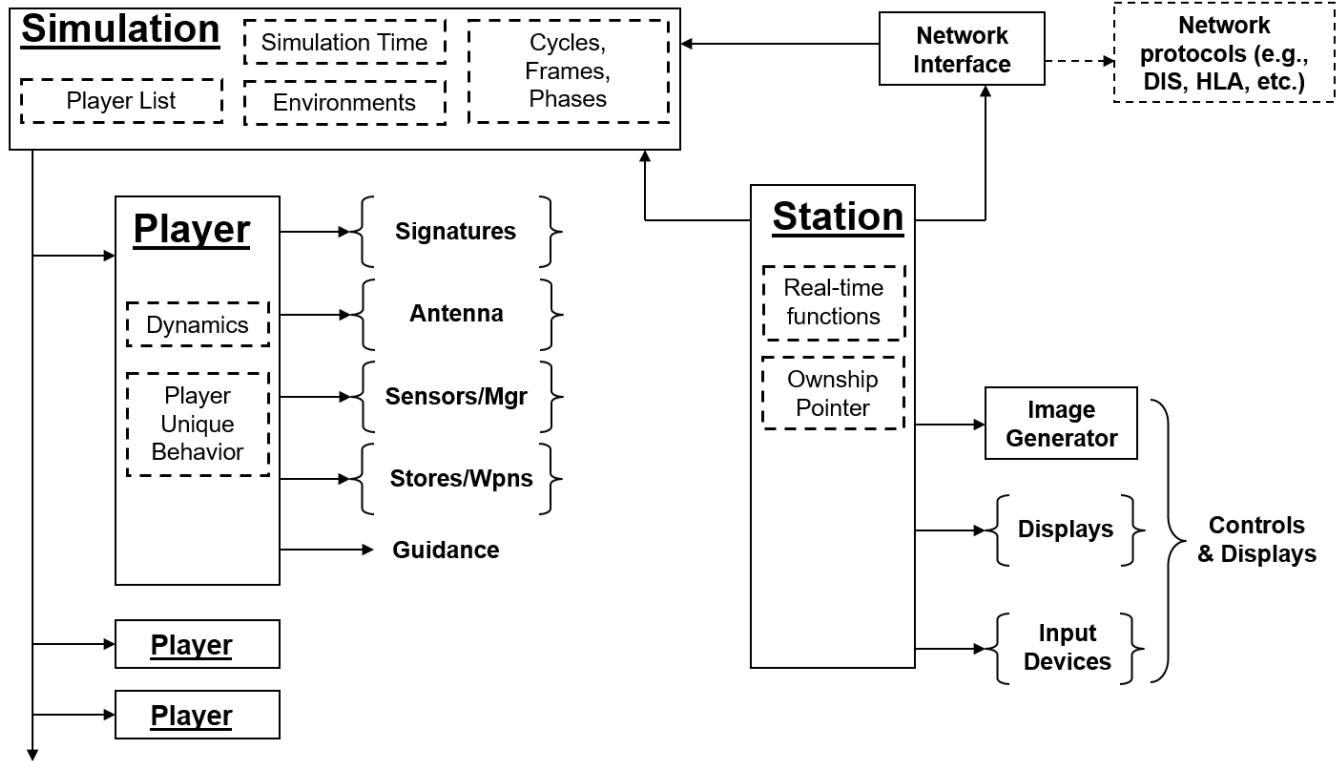 Simulation
Player List
Simulation Time
Environments
Cycles,
Frames,
Phases
Network
Interface
Network
protocols (e.g.,
DIS, HLA, etc.)
Player
Dynamics
Player
Unique
Behavior
Signatures
Antenna
Sensors/Mgr
Stores/Wpns
Guidance
Player
Player
Station
Real-time
functions
Ownship
Pointer
Image
Generator
Displays
Input
Devices
Controls
& Displays